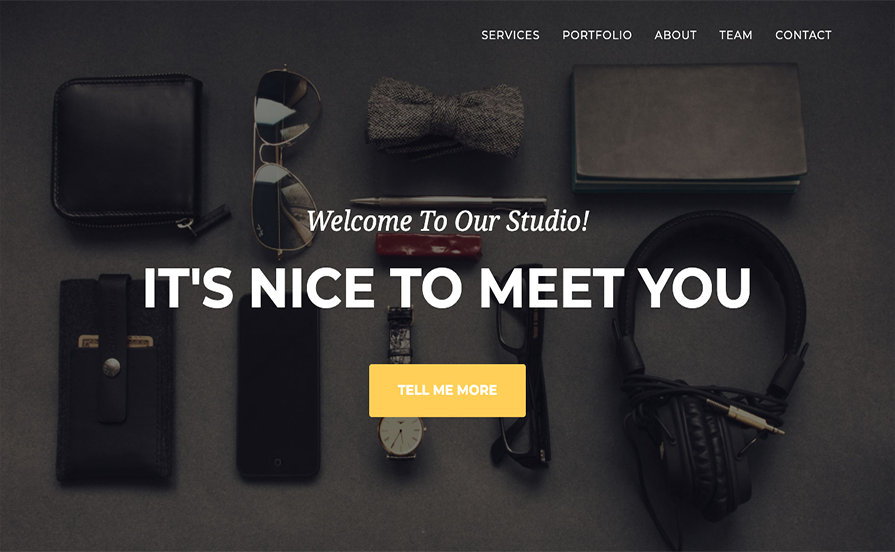 SERVICES PORTFOLIO ABOUT TEAM CONTACT
Welcome To Our Studio!
IT'S NICE TO MEET YOU
TELL ME MORE